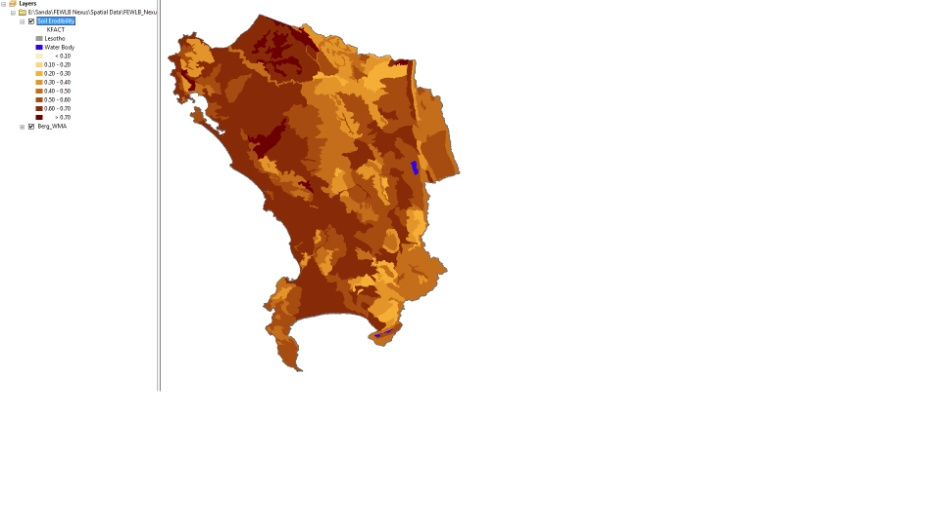 Layers
E:\Sanda\FEWLB Nexus\Spatial Data\FEWLB_Nexu
Soil Erodibility
KFACT
Lesotho
Water Body
< 0.10
0.10 - 0.20
0.20 - 0.30
0.30 - 0.40
0.40 - 0.50
0.50 - 0.60
0.60 - 0.70
> 0.70
Berg_WMA